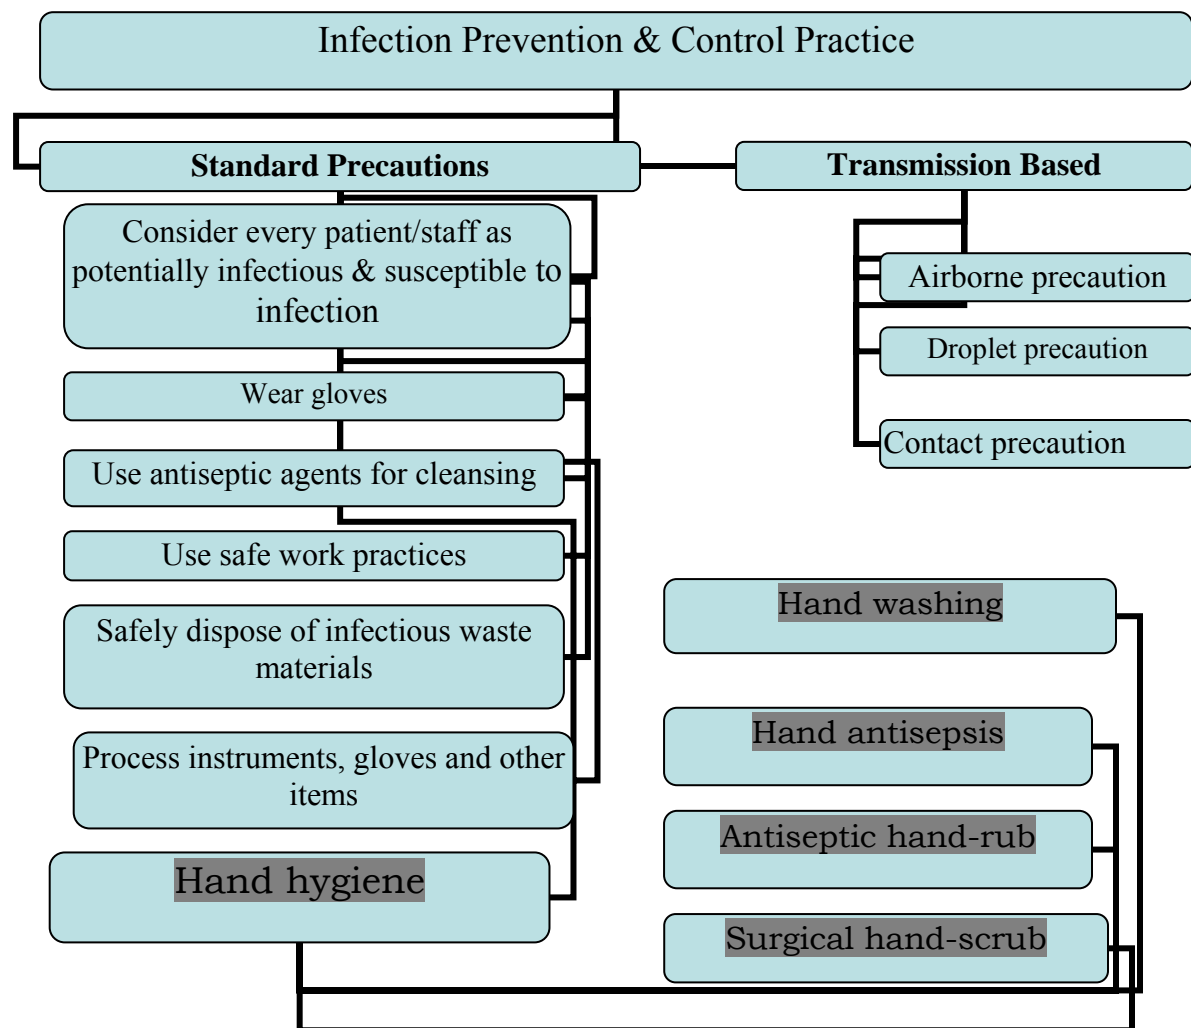 Infection Prevention & Control Practice
Standard Precautions
Consider every patient/staff as
potentially infectious & susceptible to
infection
Wear gloves
Use antiseptic agents for cleansing
Use safe work practices
Safely dispose of infectious waste
materials
Process instruments, gloves and other
items
Hand hygiene
Transmission Based
Airborne precaution
Droplet precaution
Contact precaution
Hand washing
Hand antisepsis
Antiseptic hand-rub
Surgical hand-scrub